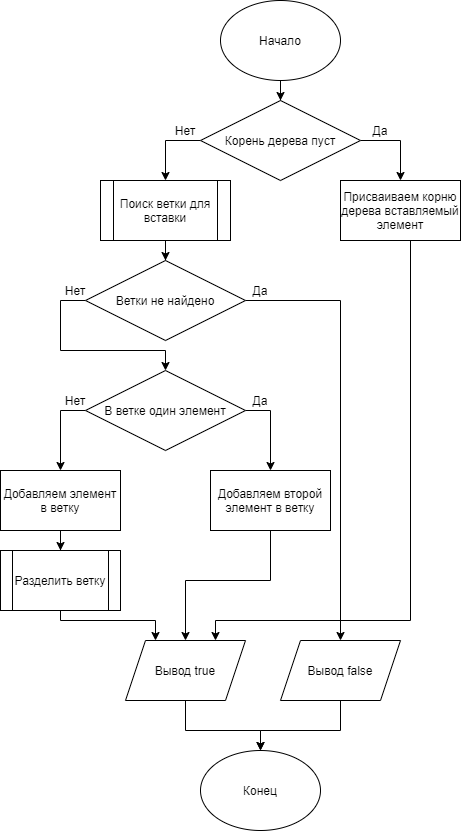 Начало
Нет
Да
Корень дерева пуст
Поиск ветки для
вставки
Присваиваем корню
дерева вставляемый
элемент
Нет
Да
Ветки не найдено
Нет
Да
В ветке один элемент
Добавляем элемент
в ветку
Добавляем второй
элемент в ветку
Разделить ветку
Вывод true
Вывод false
Конец